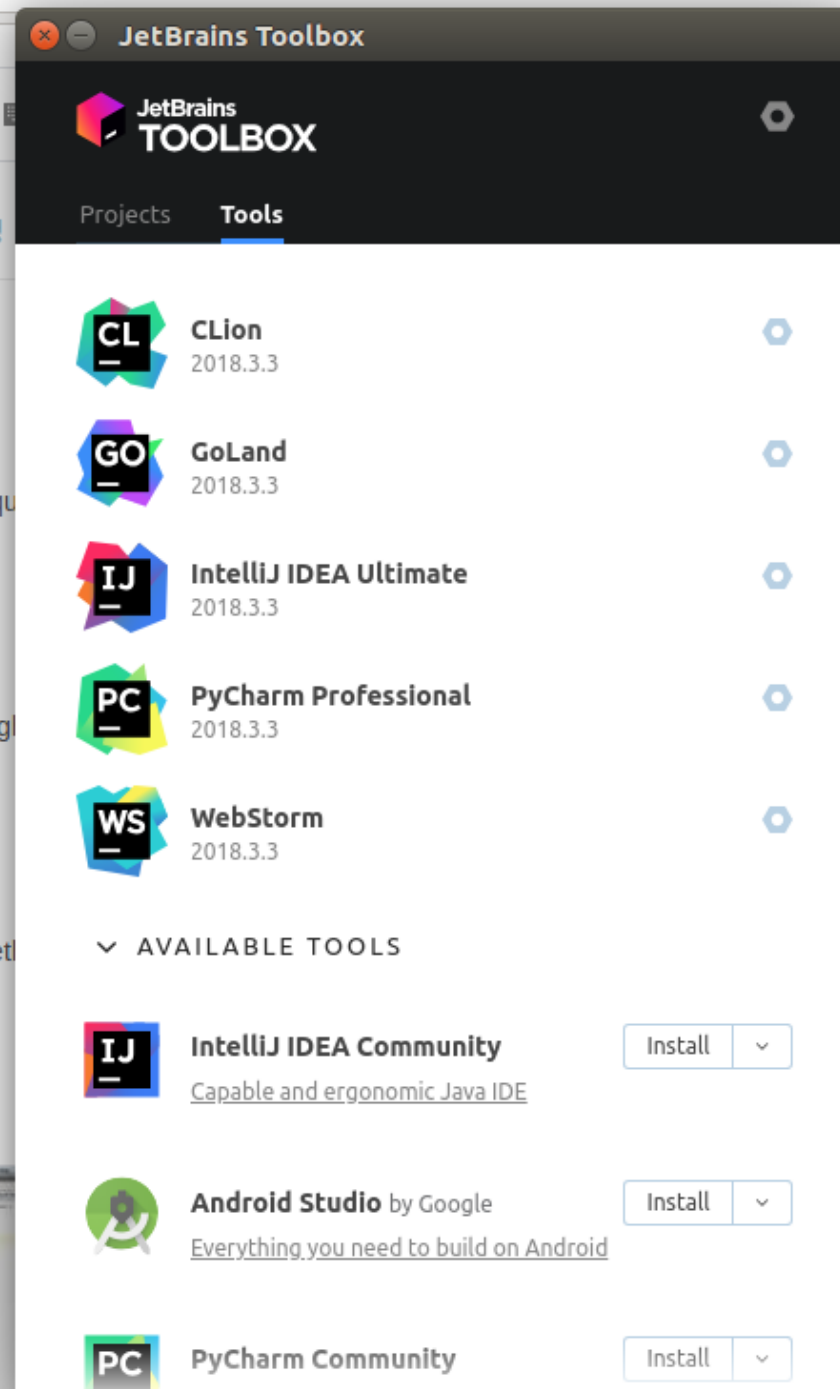 JetBrains Toolbox
JetBrains
TOOLBOX
Projects Tools
CL
CLion
2018.3.3
GO
GoLand
2018.3.3
IJ
IntelliJ IDEA Ultimate
2018.3.3
PC
PyCharm Professional
2018.3.3
WS
WebStorm
2018.3.3
AVAILABLE TOOLS
IJ
IntelliJ IDEA Community
Install
Capable and ergonomic Java IDE
Android Studio by Google
Install
Everything you need to build on Android
PC
PyCharm Community
Install